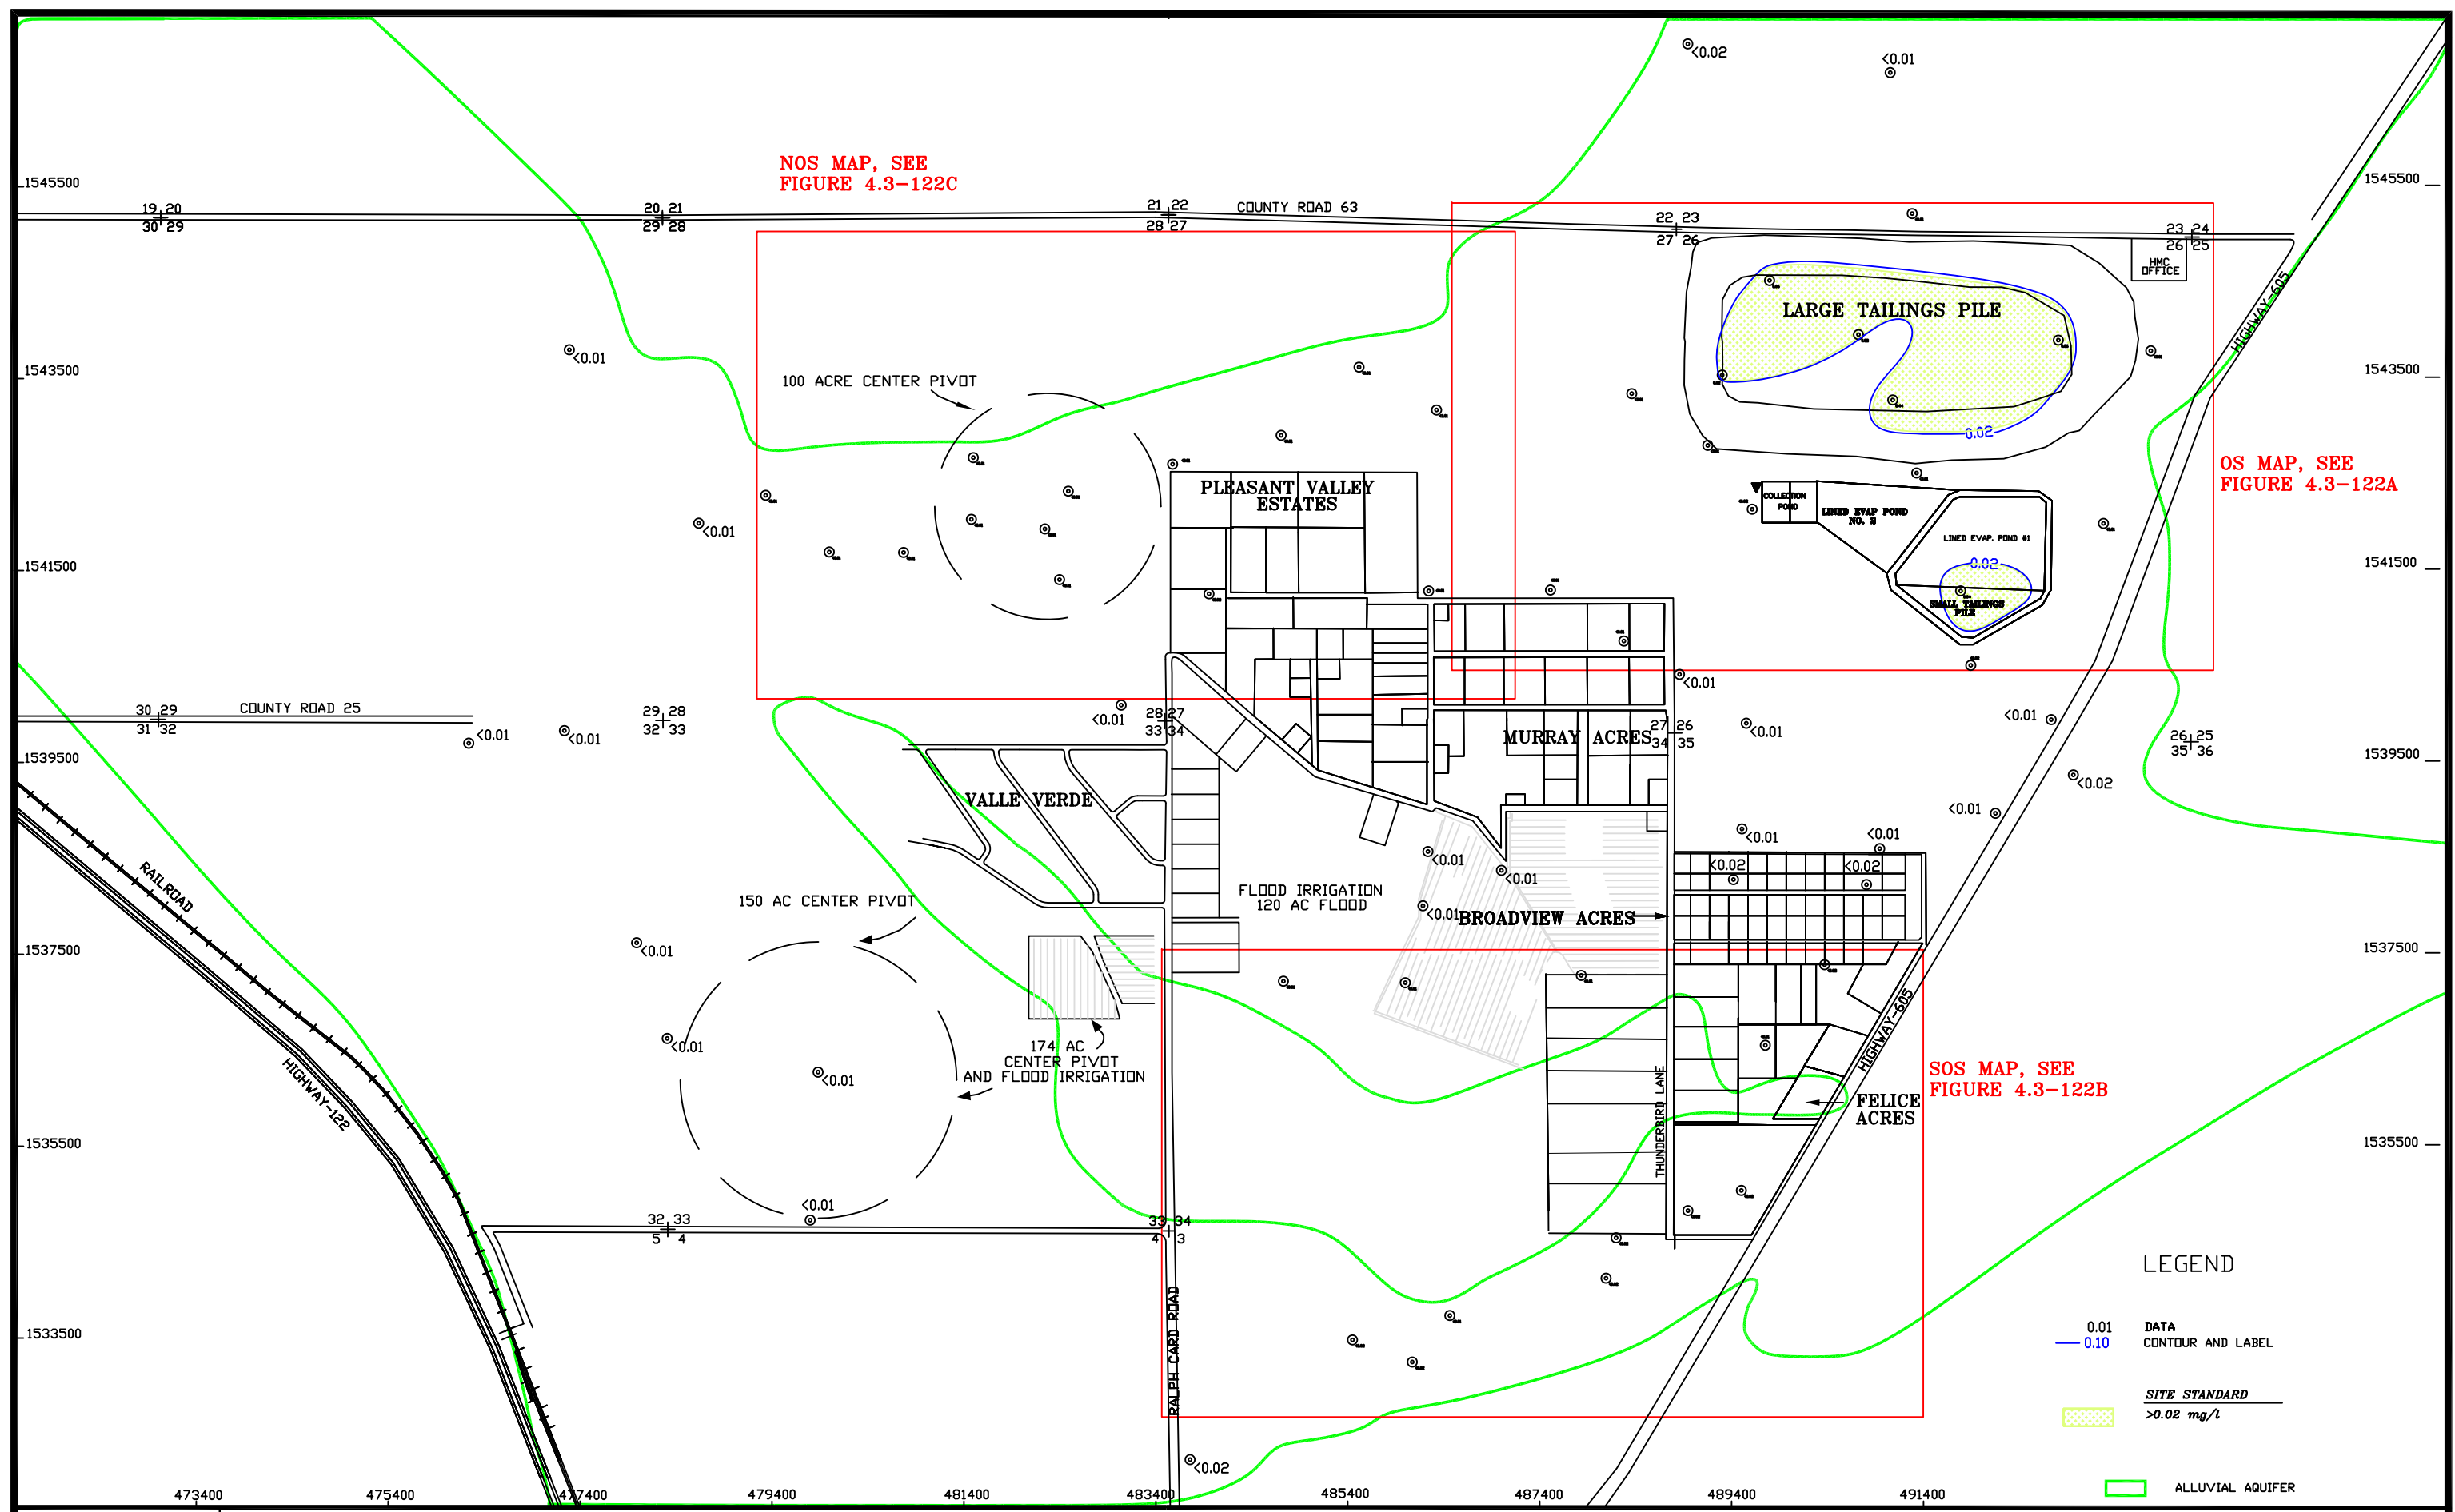 <0.02
<0.01
NOS MAP, SEE
FIGURE 4.3-122C
1545500
1545500
19 20
30 29
20 21
29 28
21 22
28 27
COUNTY ROAD 63
22 23
27 26
23 24
26 25
HMC
OFFICE
HIGHWAY-605
LARGE TAILINGS PILE
<0.01
1543500
1543500
100 ACRE CENTER PIVOT
0.02
OS MAP, SEE
FIGURE 4.3-122A
PLEASANT VALLEY
ESTATES
COLLECTION
POND
LINED EVAP POND
NO. 2
LINED EVAP. POND #1
<0.01
0.02
1541500
1541500
SMALL TAILINGS
PILE
<0.01
30 29
31 32
COUNTY ROAD 25
<0.01
<0.01
29 28
32 33
<0.01
28 27
33 34
MURRAY ACRES
27 26
34 35
<0.01
<0.01
26 25
35 36
1539500
1539500
<0.02
VALLE VERDE
<0.01
<0.01
<0.01
<0.02
<0.02
<0.01
<0.01
RAILROAD
150 AC CENTER PIVOT
FLOOD IRRIGATION
120 AC FLOOD
<0.01
BROADVIEW ACRES
<0.01
1537500
1537500
<0.01
174 AC
CENTER PIVOT
AND FLOOD IRRIGATION
<0.01
HIGHWAY-122
THUNDERBIRD LANE
HIGHWAY-605
SOS MAP, SEE
FIGURE 4.3-122B
FELICE
ACRES
1535500
1535500
<0.01
32 33
5 4
33 34
4 3
RALPH CARD ROAD
1533500
<0.02
LEGEND
0.01 DATA
0.10 CONTOUR AND LABEL
SITE STANDARD
>0.02 mg/l
ALLUVIAL AQUIFER
473400
475400
477400
479400
481400
483400
485400
487400
489400
491400